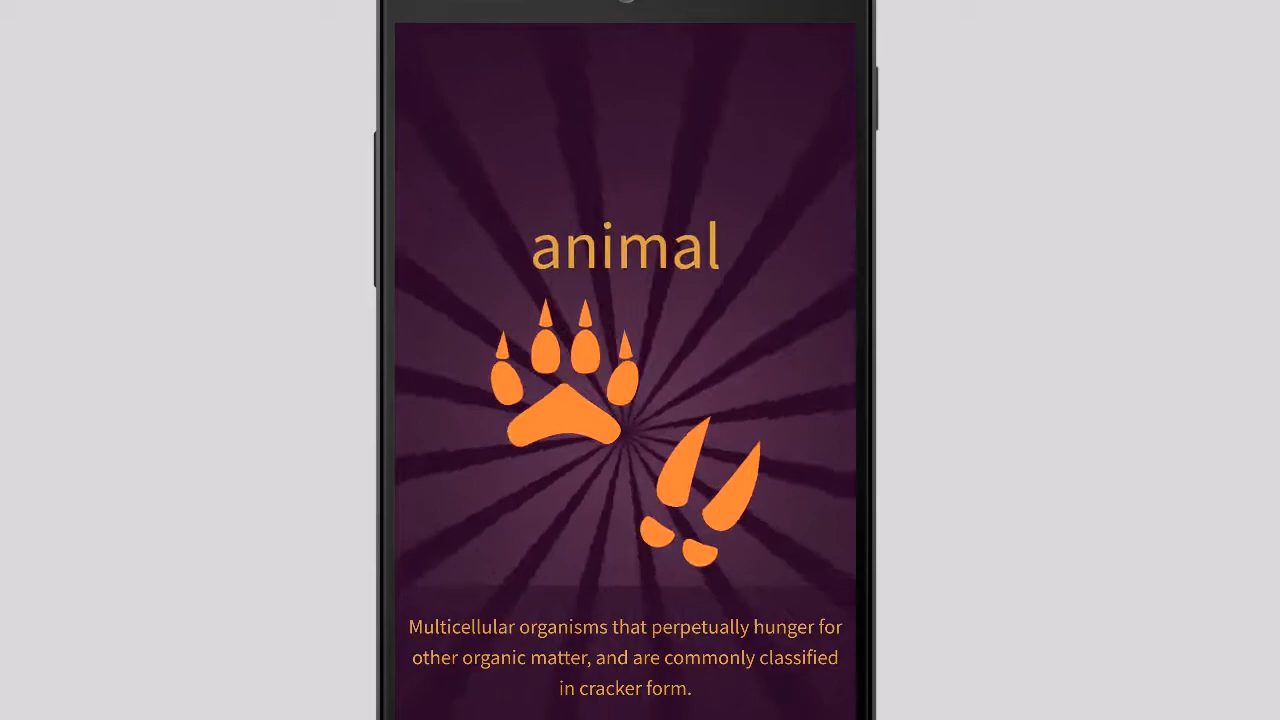 animal
Multicellular organisms that perpetually hunger for
other organic matter, and are commonly classified
in cracker form.